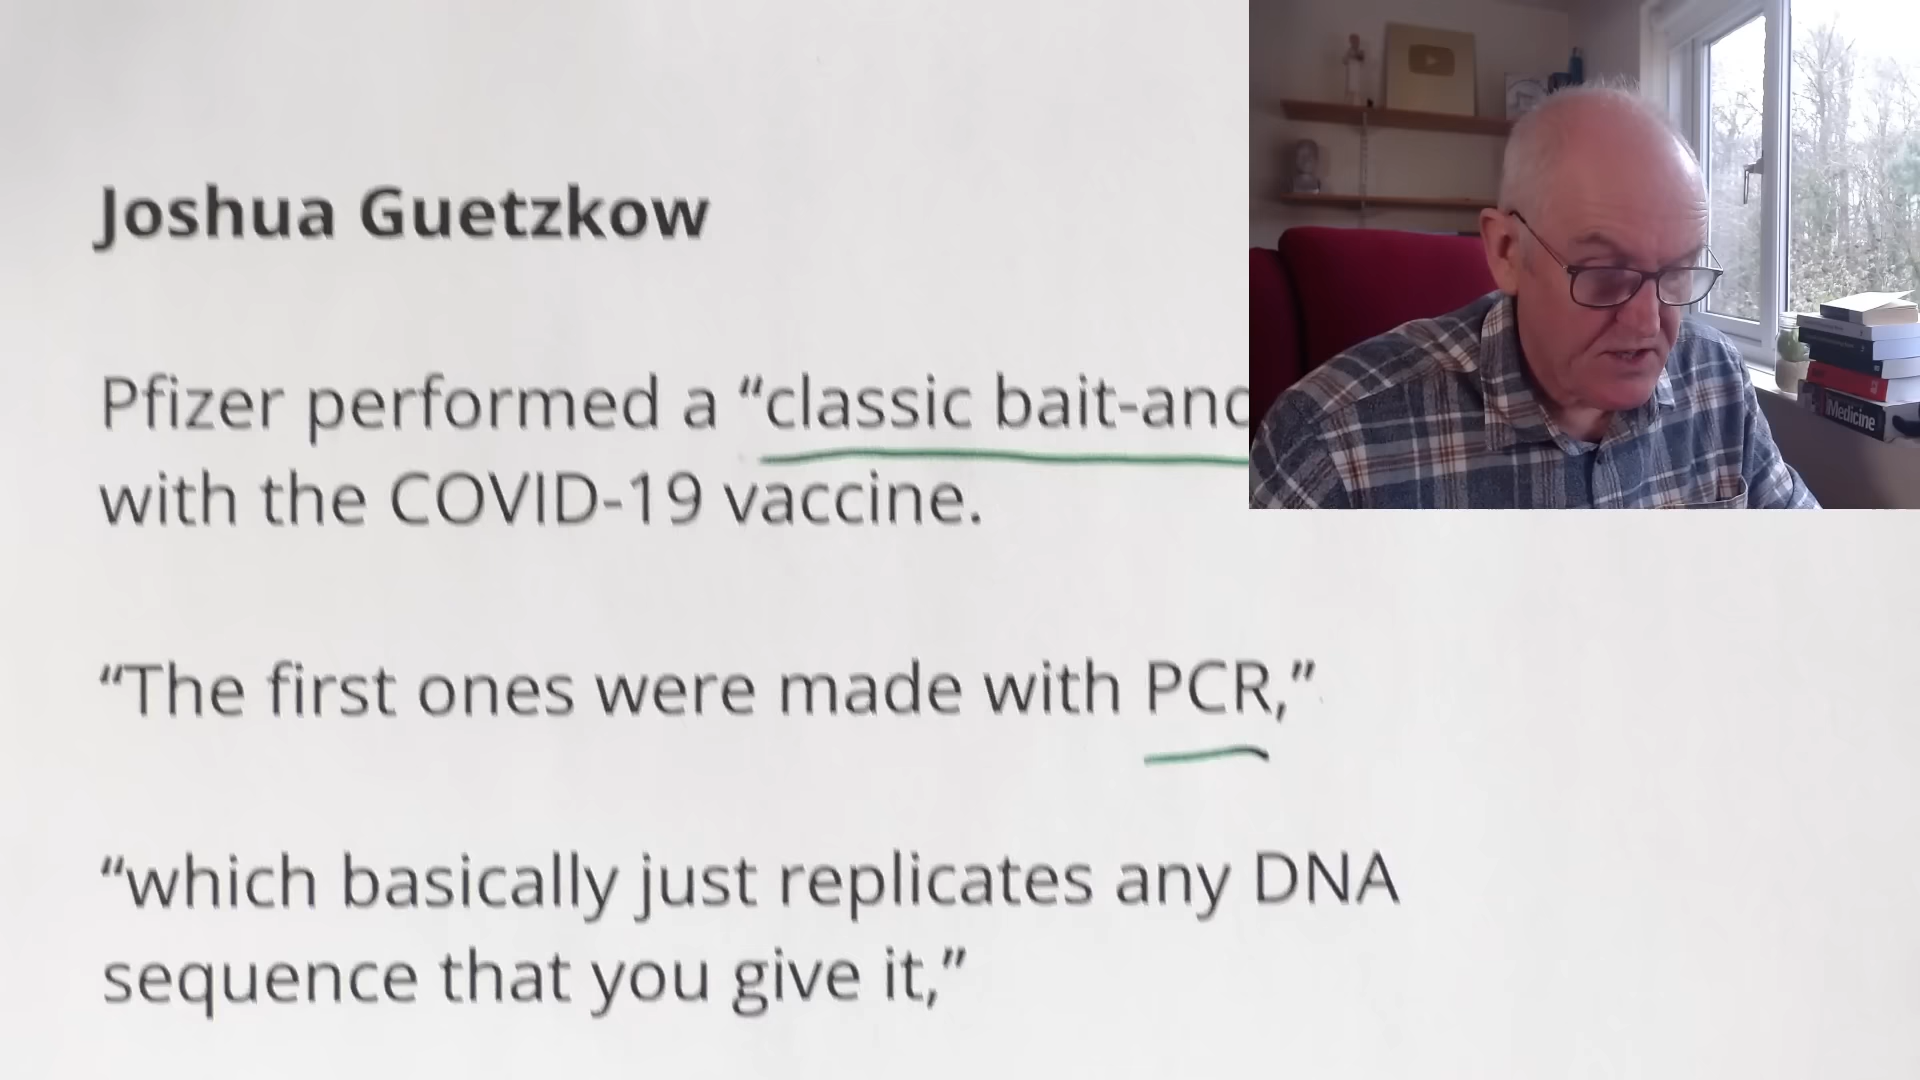 Joshua Guetzkow
Pfizer performed a “classic bait-and
with the COVID-19 vaccine.
“The first ones were made with PCR,”
“which basically just replicates any DNA
sequence that you give it,”
iMedicine